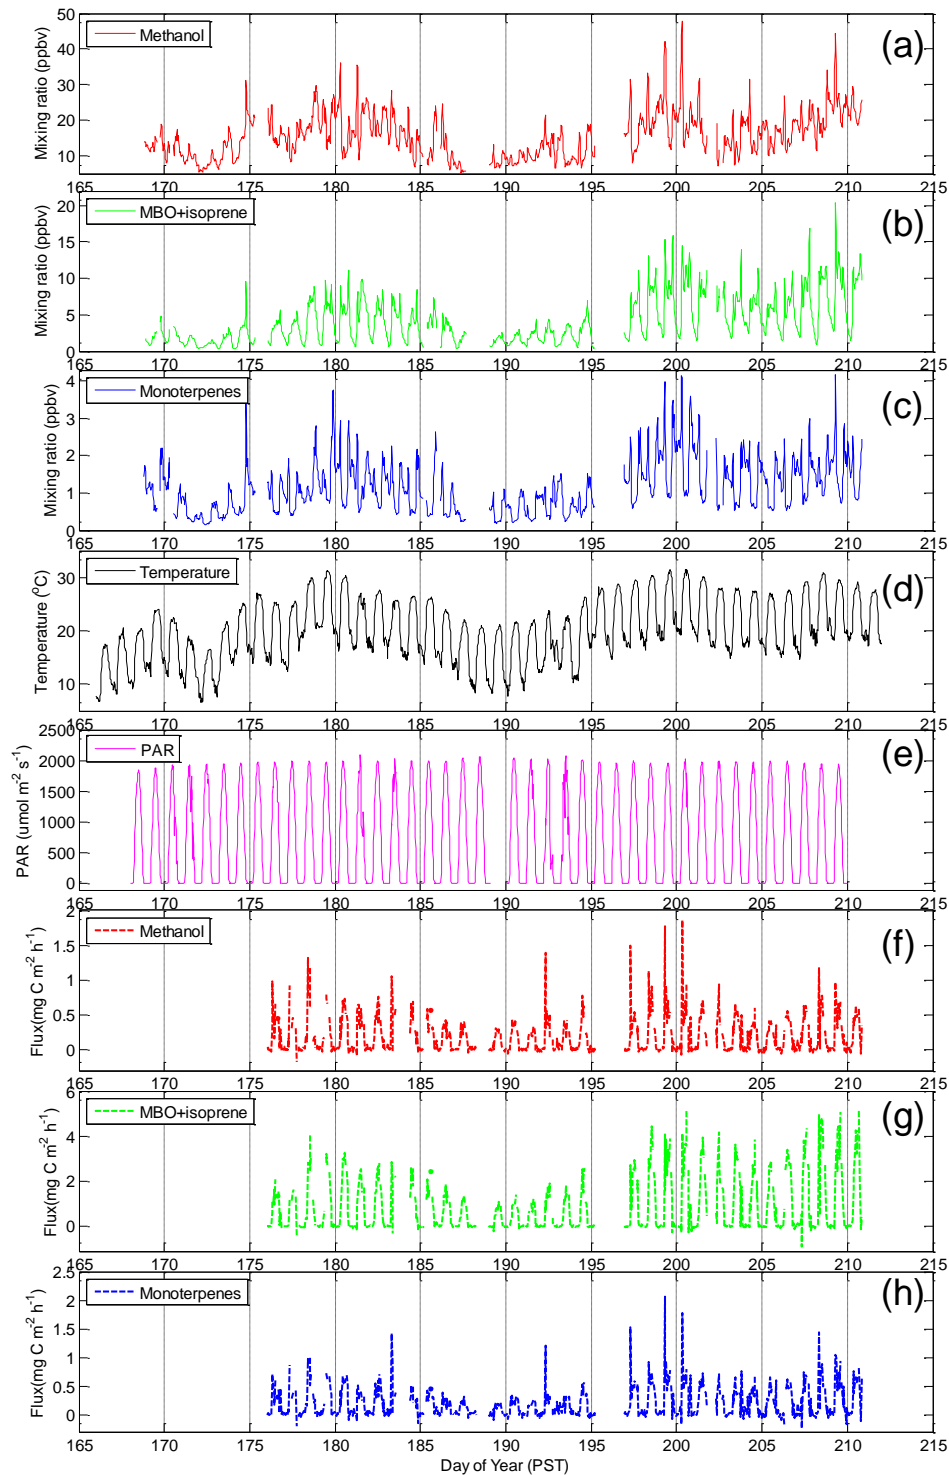 50
40
30
20
10
Mixing ratio (ppbv)
Methanol
(a)
165 170 175 180 185 190 195 200 205 210 215
20
15
10
5
0
Mixing ratio (ppbv)
MBO+isoprene
(b)
165 170 175 180 185 190 195 200 205 210 215
4
3
2
1
0
Mixing ratio (ppbv)
Monoterpenes
(c)
165 170 175 180 185 190 195 200 205 210 215
30
20
10
Temperature (°C)
Temperature
(d)
165 170 175 180 185 190 195 200 205 210 215
2500
2000
1500
1000
500
0
PAR (umol m⁻² s⁻¹)
PAR
(e)
165 170 175 180 185 190 195 200 205 210 215
2
1.5
1
0.5
0
Flux(mg C m⁻² h⁻¹)
Methanol
(f)
165 170 175 180 185 190 195 200 205 210 215
6
4
2
0
Flux(mg C m⁻² h⁻¹)
MBO+isoprene
(g)
165 170 175 180 185 190 195 200 205 210 215
2.5
2
1.5
1
0.5
0
Flux(mg C m⁻² h⁻¹)
Monoterpenes
(h)
165 170 175 180 185 190 195 200 205 210 215
Day of Year (PST)